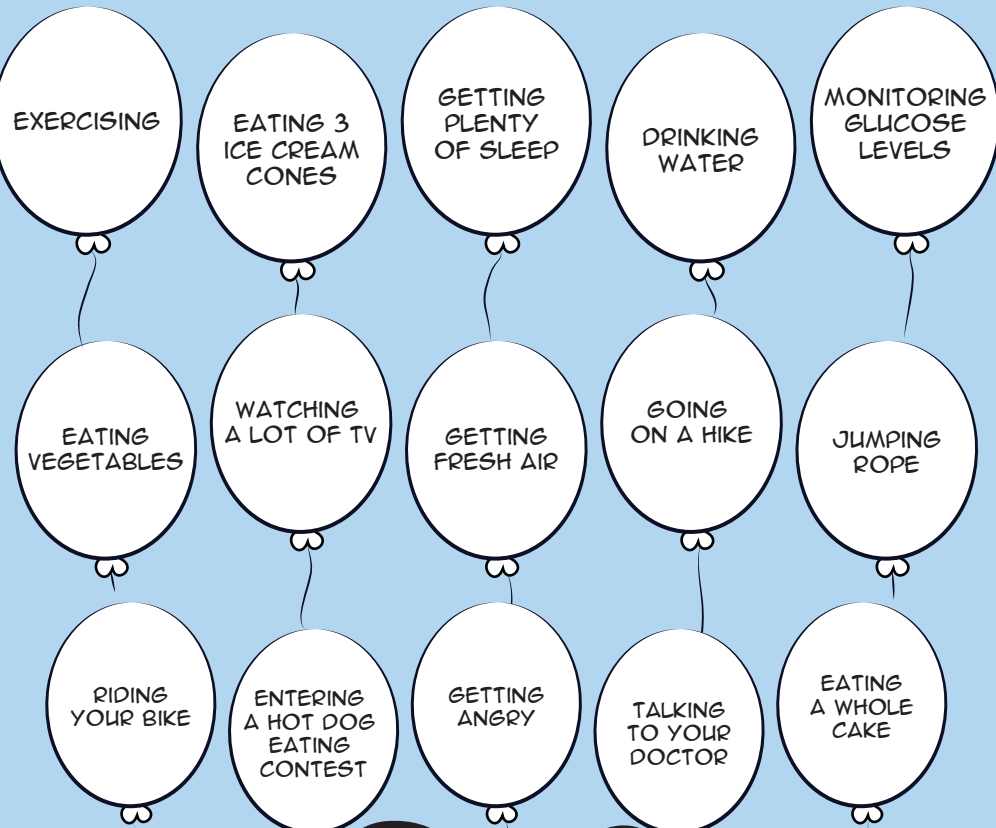 EXERCISING
EATING 3
ICE CREAM
CONES
GETTING
PLENTY
OF SLEEP
DRINKING
WATER
MONITORING
GLUCOSE
LEVELS
EATING
VEGETABLES
WATCHING
A LOT OF TV
GETTING
FRESH AIR
GOING
ON A HIKE
JUMPING
ROPE
RIDING
YOUR BIKE
ENTERING
A HOT DOG
EATING
CONTEST
GETTING
ANGRY
TALKING
TO YOUR
DOCTOR
EATING
A WHOLE
CAKE